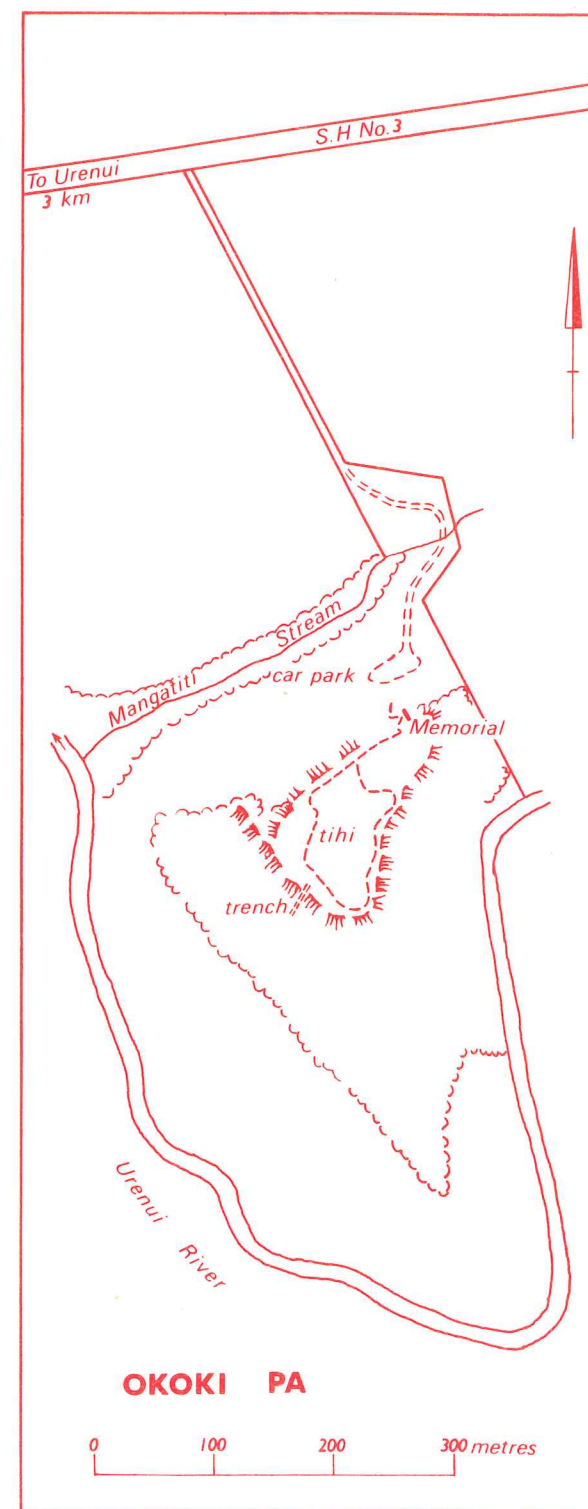 S.H No.3
To Urenui
3 km
Mangatiti Stream
car park
Memorial
tihi
trench
Urenui River
OKOKI PA
0 100 200 300 metres